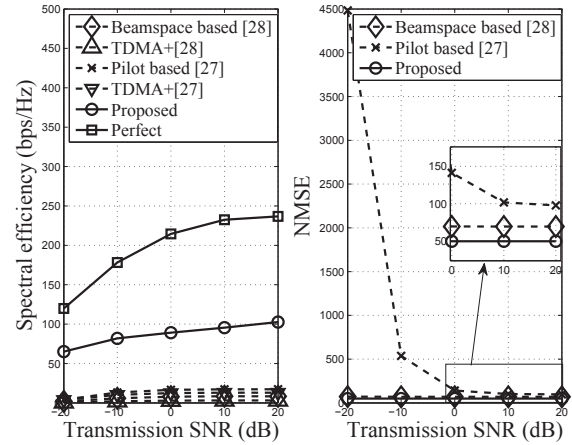 Spectral efficiency (bps/Hz)
500
450
400
350
300
250
200
150
100
50
Beamspace based [28]
TDMA+[28]
Pilot based [27]
TDMA+[27]
Proposed
Perfect
−20 −10 0 10 20
Transmission SNR (dB)
NMSE
4500
4000
3500
3000
2500
2000
1500
1000
500
0
Beamspace based [28]
Pilot based [27]
Proposed
150
100
50
0 10 20
−20 −10 0 10 20
Transmission SNR (dB)